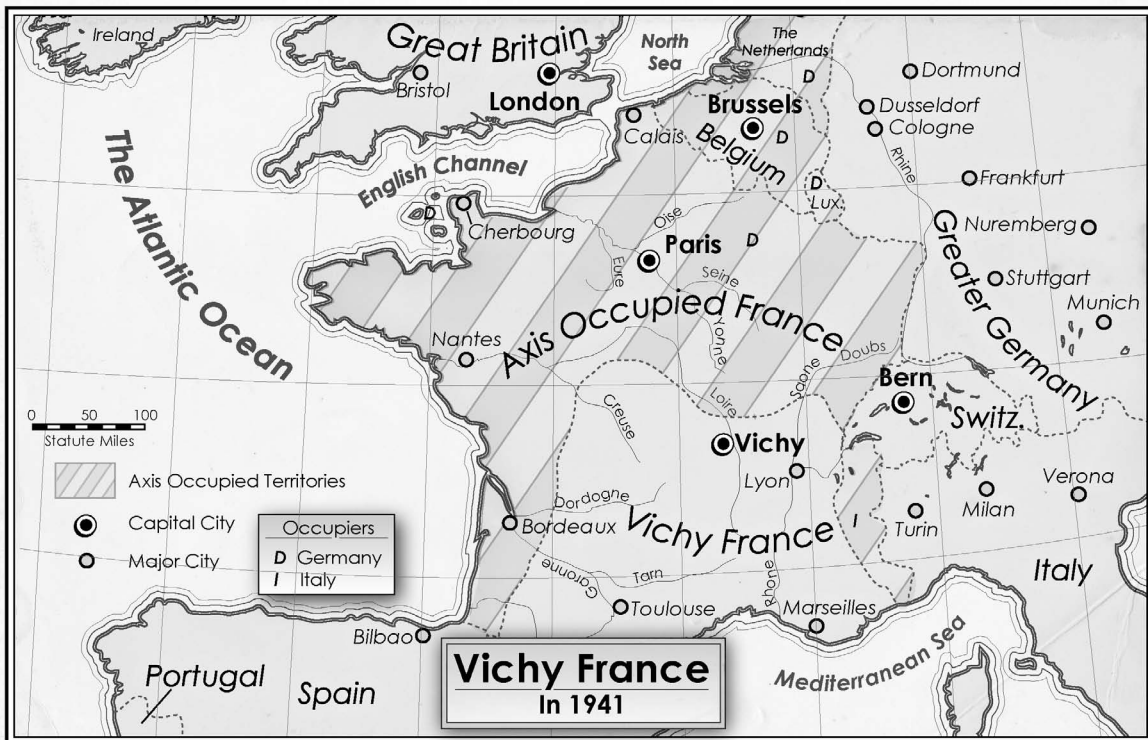 Ireland
Great Britain
Bristol
London
North
Sea
The
Netherlands
D
Dortmund
Dusseldorf
Cologne
Brussels
Belgium
D
Calais
English Channel
D
Cherbourg
The Atlantic Ocean
Rhine
Frankfurt
D
Lux.
Nuremberg
Oise
Paris
D
Eure
Seine
Yonne
Stuttgart
Munich
Greater Germany
Axis Occupied France
Nantes
Doubs
Saone
Bern
Switz.
Loire
Creuse
0 50 100
Statute Miles
Vichy
Lyon
Axis Occupied Territories
Capital City
Major City
Occupiers
D Germany
I Italy
Dordogne
Bordeaux
Vichy France
I
Turin
Milan
Verona
Italy
Garonne
Tarn
Rhone
Toulouse
Marseilles
Bilbao
Mediterranean Sea
Portugal
Spain
Vichy France
In 1941